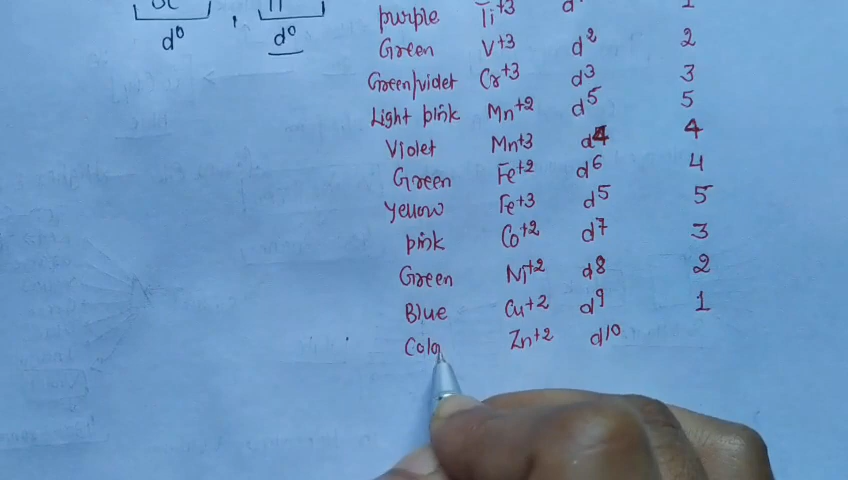 d⁰ , d⁰
purple Ti+3 d 1
Green V+3 d² 2
Green/violet Cr+3 d3 3
Light pink Mn+2 d5 5
Violet Mn+3 d4 4
Green Fe+2 d6 4
Yellow Fe+3 d5 5
pink Co+2 d7 3
Green Ni+2 d8 2
Blue Cu+2 d9 1
Colo Zn+2 d10